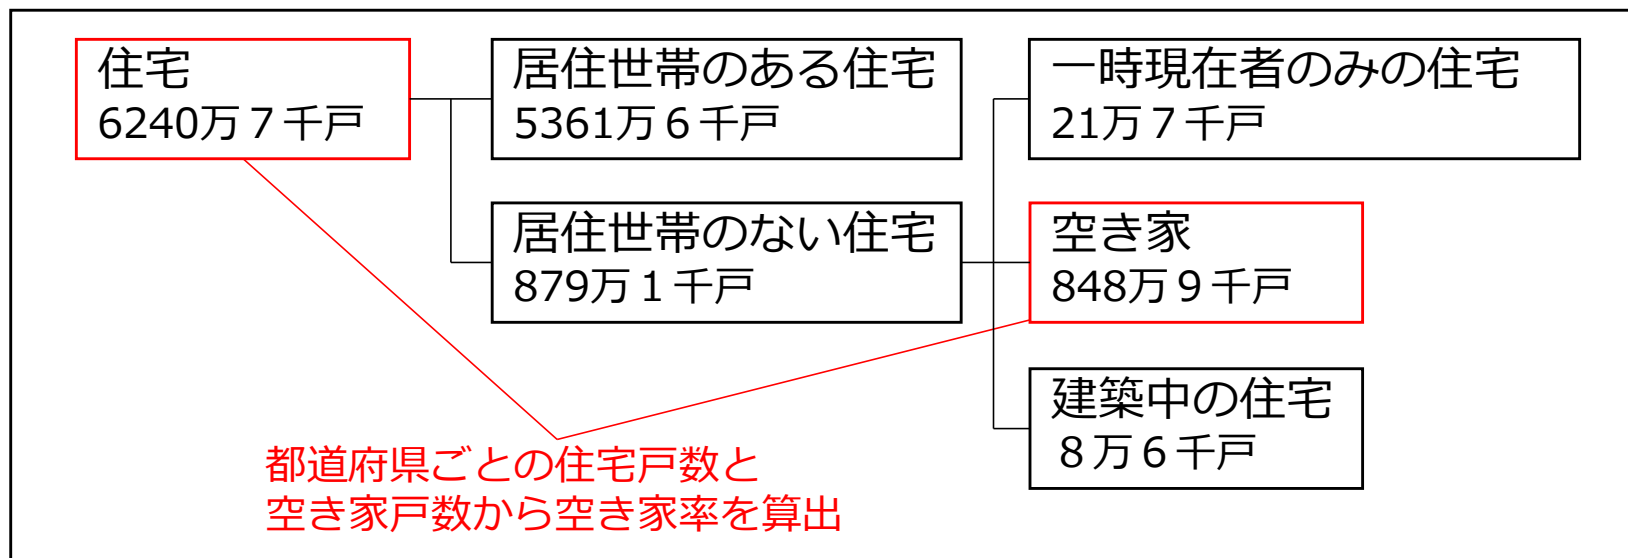 住宅
6240万７千戸
居住世帯のある住宅
5361万６千戸
一時現在者のみの住宅
21万７千戸
居住世帯のない住宅
879万１千戸
空き家
848万９千戸
建築中の住宅
８万６千戸
都道府県ごとの住宅戸数と
空き家戸数から空き家率を算出